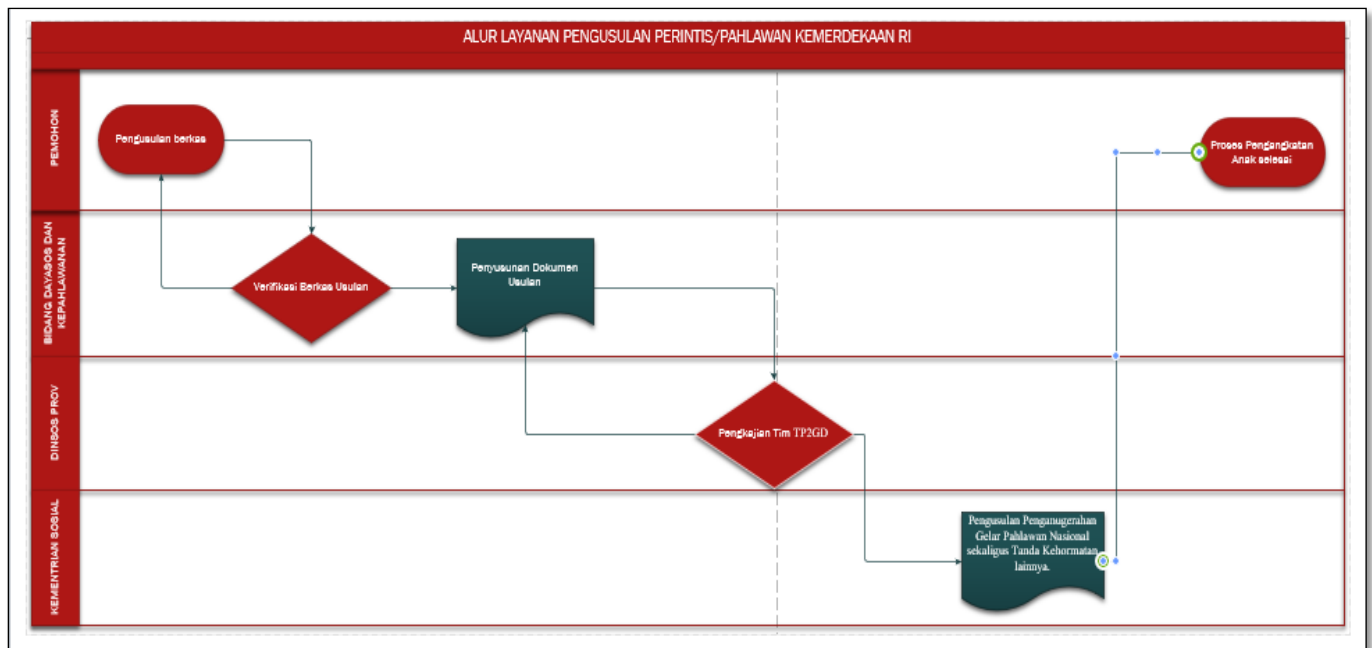 ALUR LAYANAN PENGUSULAN PERINTIS/PAHLAWAN KEMERDEKAAN RI
PEMOHON
Pengusulan berkas
Proses Pengangkatan
Anak selesai
BIDANG DAYASOS DAN
KEPAHLAWANAN
Verifikasi Berkas Usulan
Penyusunan Dokumen
Usulan
DINSOS PROV
Pengkajian Tim TP2GD
KEMENTRIAN SOSIAL
Pengusulan Penganugerahan
Gelar Pahlawan Nasional
sekaligus Tanda Kehormatan
lainnya.